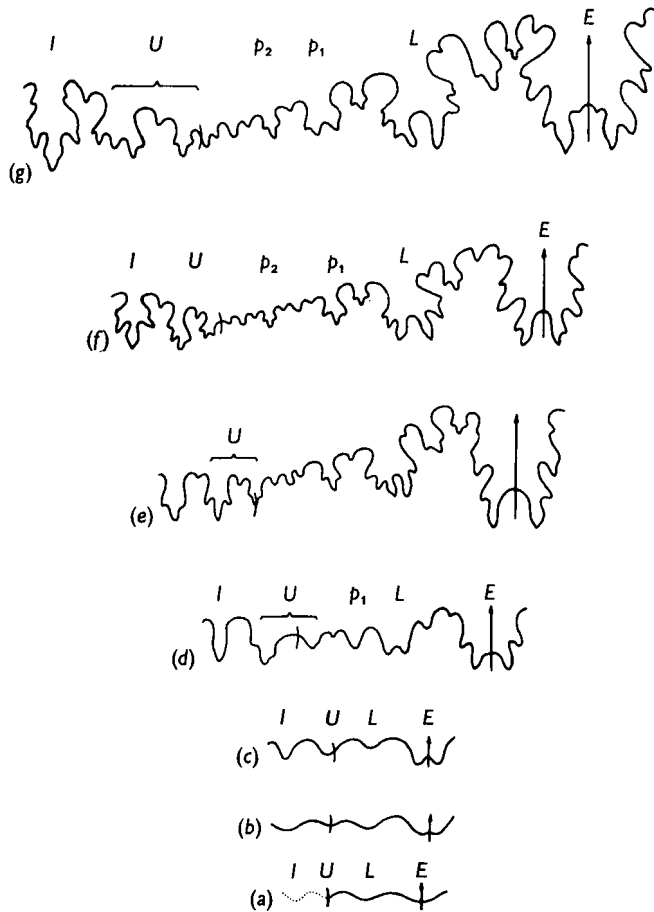 I U p₂ p₁ L E
(g)
I U p₂ p₁ L E
(f)
U
(e)
I U p₁ L E
(d)
I U L E
(c)
(b)
I U L E
(a)